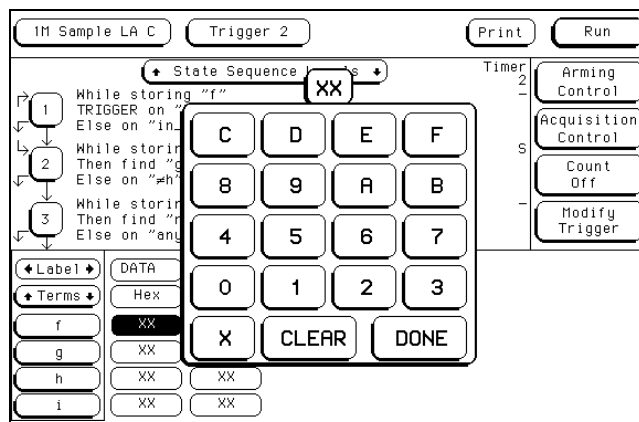 1M Sample LA C Trigger 2 Print Run
State Sequence Levels
XX
Timer
2
-
S
-
While storing "f"
TRIGGER on "
Else on "in
1
While storin
Then find "g
Else on "≠h"
2
While storin
Then find "
Else on "any
3
Arming
Control
Acquisition
Control
Count
Off
Modify
Trigger
C D E F
8 9 A B
4 5 6 7
0 1 2 3
X CLEAR DONE
Label DATA
Terms Hex
f XX
g XX
h XX XX
i XX XX